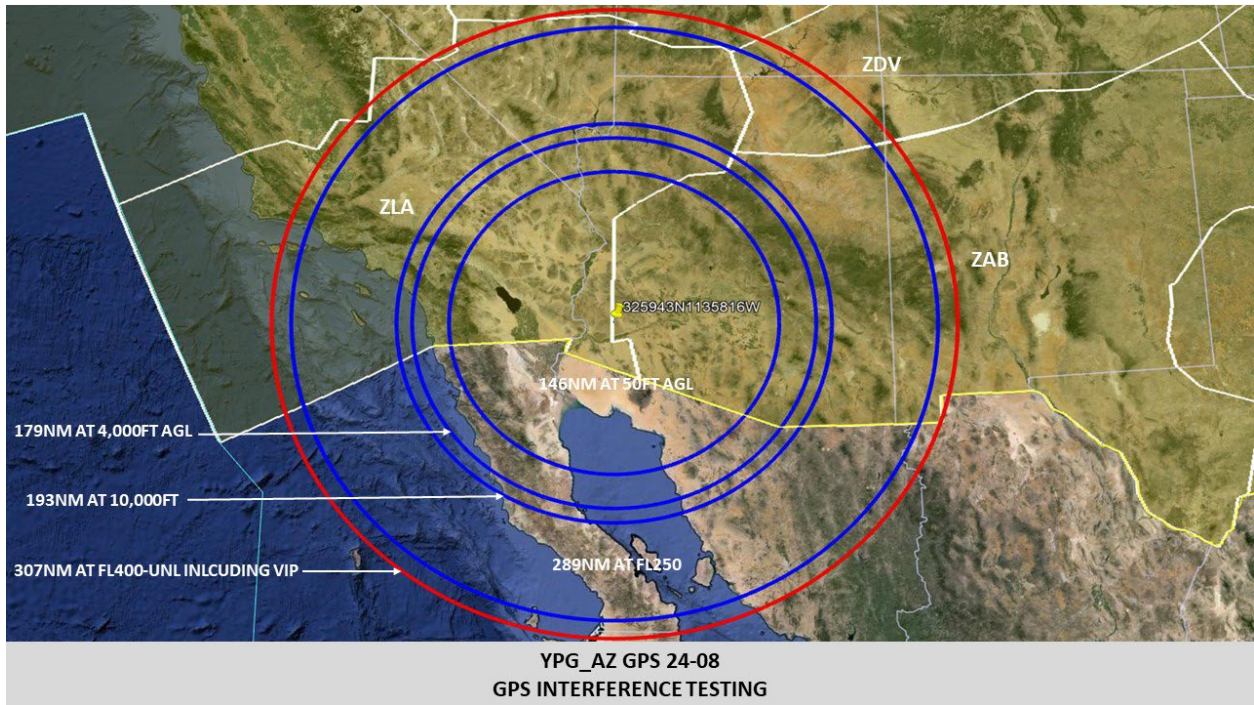 ZDV
ZLA
ZAB
325943N1135816W
146NM AT 50FT AGL
179NM AT 4,000FT AGL
193NM AT 10,000FT
289NM AT FL250
307NM AT FL400-UNL INLCUDING VIP
YPG_AZ GPS 24-08
GPS INTERFERENCE TESTING